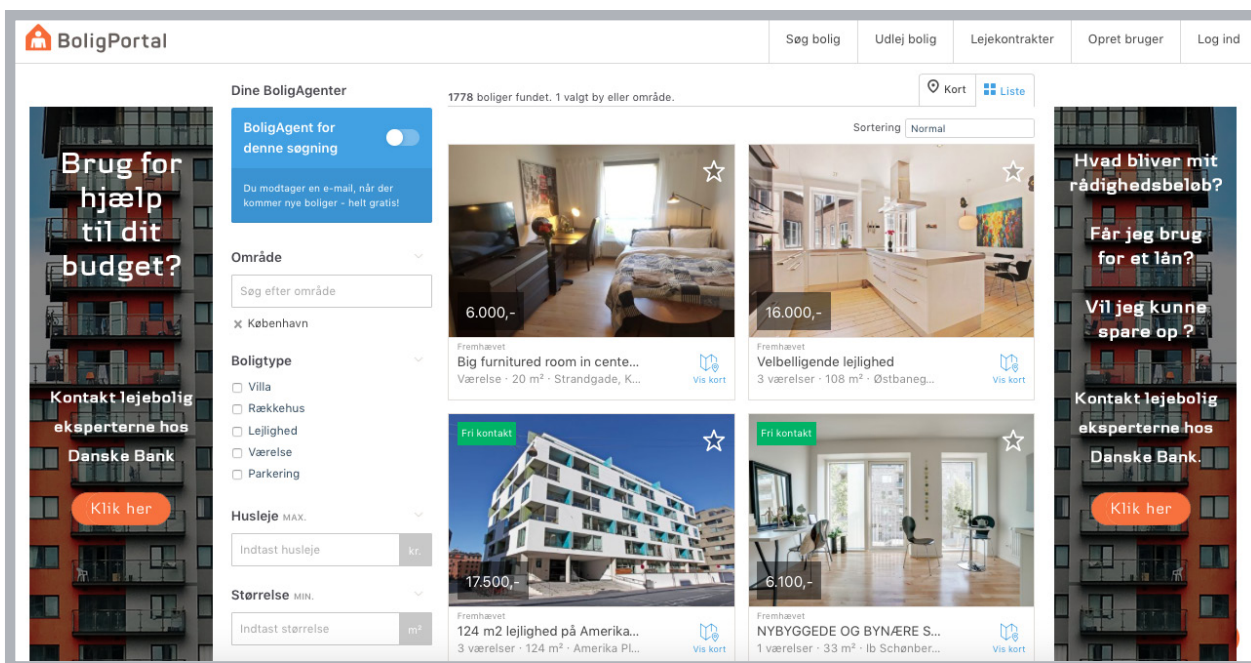 BoligPortal
Søg bolig
Udlej bolig
Lejekontrakter
Opret bruger
Log ind
Brug for
hjælp
til dit
budget?
Kontakt lejebolig
eksperterne hos
Danske Bank
Klik her
Dine BoligAgenter
BoligAgent for
denne søgning
Du modtager en e-mail, når der
kommer nye boliger - helt gratis!
Område
Søg efter område
× København
Boligtype
Villa
Rækkehus
Lejlighed
Værelse
Parkering
Husleje MAX.
Indtast husleje
kr.
Størrelse MIN.
Indtast størrelse
m²
1778 boliger fundet. 1 valgt by eller område.
Kort
Liste
Sortering Normal
6.000,-
Fremhævet
Big furnitured room in cente...
Værelse · 20 m² · Strandgade, K...
Vis kort
16.000,-
Fremhævet
Velbelligende lejlighed
3 værelser · 108 m² · Østbaneg...
Vis kort
Fri kontakt
17.500,-
Fremhævet
124 m2 lejlighed på Amerika...
3 værelser · 124 m² · Amerika Pl...
Vis kort
Fri kontakt
6.100,-
Fremhævet
NYBYGGEDE OG BYNÆRE S...
1 værelser · 33 m² · Ib Schønber...
Vis kort
Hvad bliver mit
rådighedsbeløb?
Får jeg brug
for et lån?
Vil jeg kunne
spare op ?
Kontakt lejebolig
eksperterne hos
Danske Bank.
Klik her